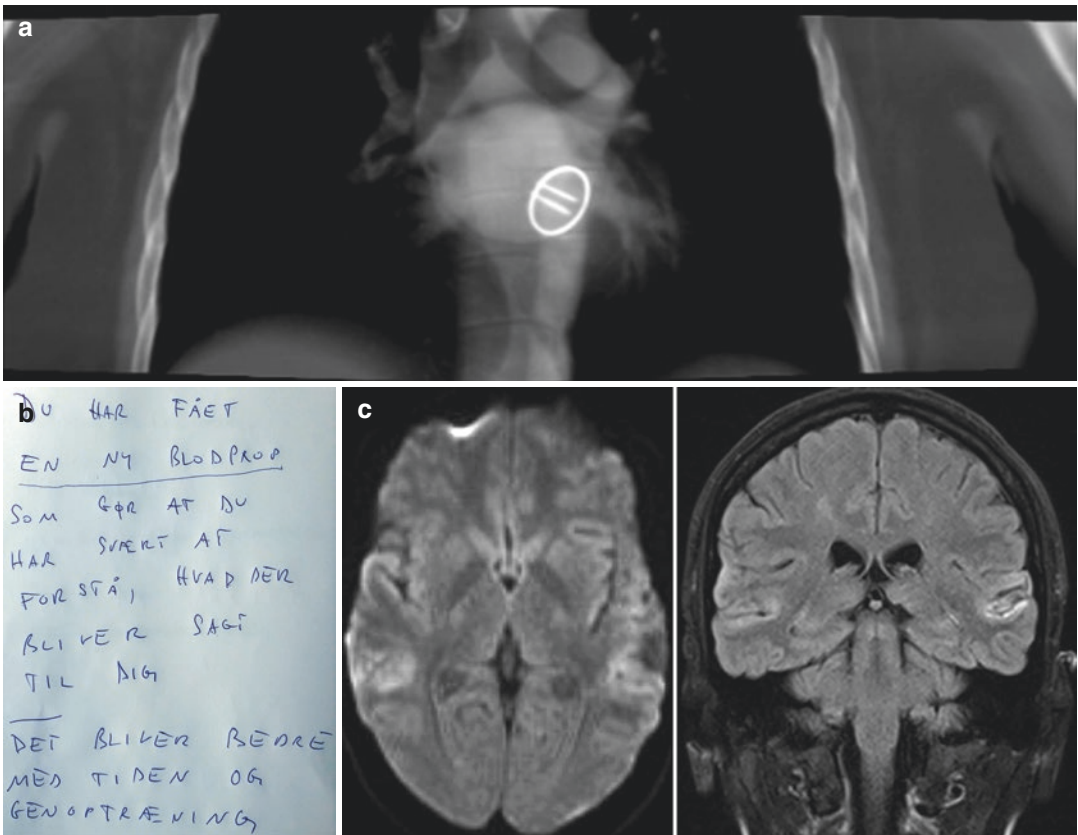 a
b
DU HAR FÅET
EN NY BLODPROP
SOM GØR AT DU
HAR SVÆRT AT
FORSTÅ, HVAD DER
BLIVER SAGT
TIL DIG
DET BLIVER BEDRE
MED TIDEN OG
GENOPTRÆNING
c